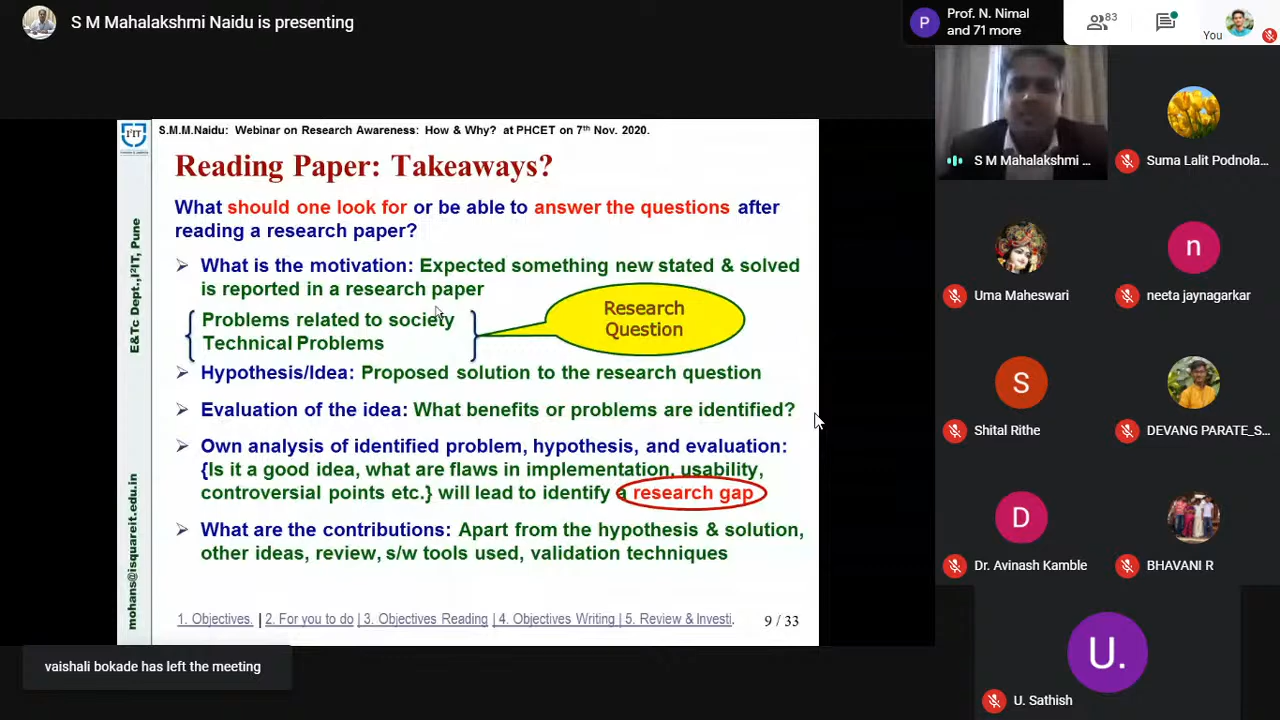 S M Mahalakshmi Naidu is presenting
P
Prof. N. Nimal
and 71 more
83
You
I²IT
S.M.M.Naidu: Webinar on Research Awareness: How & Why? at PHCET on 7th Nov. 2020.
Reading Paper: Takeaways?
What should one look for or be able to answer the questions after
reading a research paper?
➢ What is the motivation: Expected something new stated & solved
is reported in a research paper
{ Problems related to society
Technical Problems }
Research
Question
➢ Hypothesis/Idea: Proposed solution to the research question
➢ Evaluation of the idea: What benefits or problems are identified?
➢ Own analysis of identified problem, hypothesis, and evaluation:
{Is it a good idea, what are flaws in implementation, usability,
controversial points etc.} will lead to identify a research gap
➢ What are the contributions: Apart from the hypothesis & solution,
other ideas, review, s/w tools used, validation techniques
1. Objectives. | 2. For you to do | 3. Objectives Reading | 4. Objectives Writing | 5. Review & Investi.
9 / 33
E&Tc Dept.,I²IT, Pune
mohans@isquareit.edu.in
vaishali bokade has left the meeting
S M Mahalakshmi ...
Suma Lalit Podnola...
Uma Maheswari
n
neeta jaynagarkar
S
Shital Rithe
DEVANG PARATE_S...
D
Dr. Avinash Kamble
BHAVANI R
U.
U. Sathish